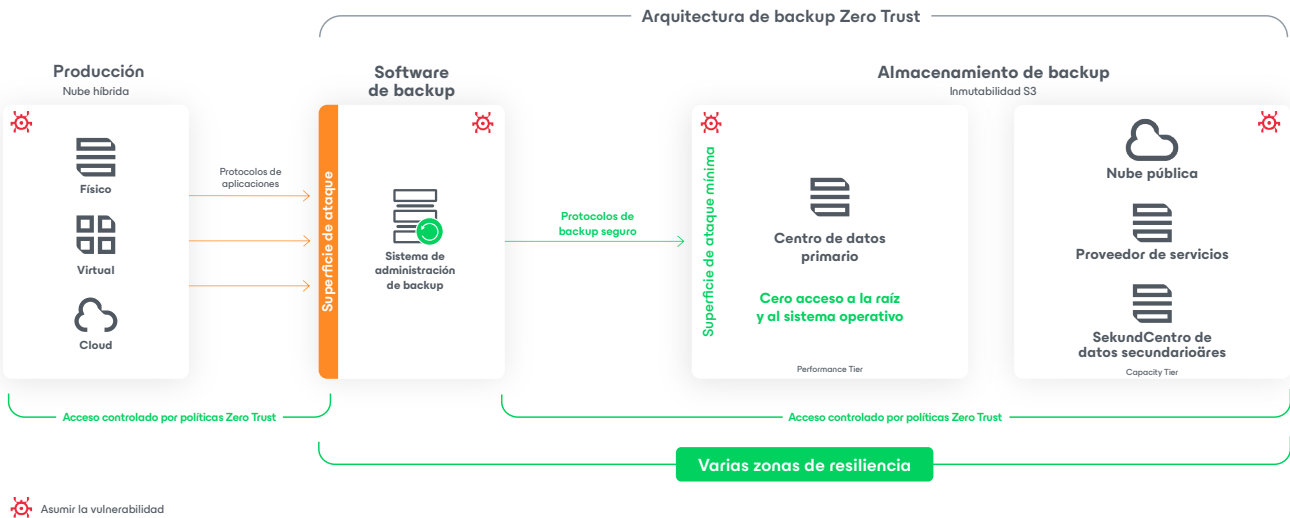 Arquitectura de backup Zero Trust
Producción
Nube híbrida
Software
de backup
Almacenamiento de backup
Inmutabilidad S3
Físico
Virtual
Cloud
Protocolos de
aplicaciones
Superficie de ataque
Sistema de
administración
de backup
Protocolos de
backup seguro
Superficie de ataque mínima
Centro de datos
primario
Cero acceso a la raíz
y al sistema operativo
Performance Tier
Nube pública
Proveedor de servicios
SekundCentro de
datos secundarioäres
Capacity Tier
Acceso controlado por políticas Zero Trust
Acceso controlado por políticas Zero Trust
Varias zonas de resiliencia
Asumir la vulnerabilidad